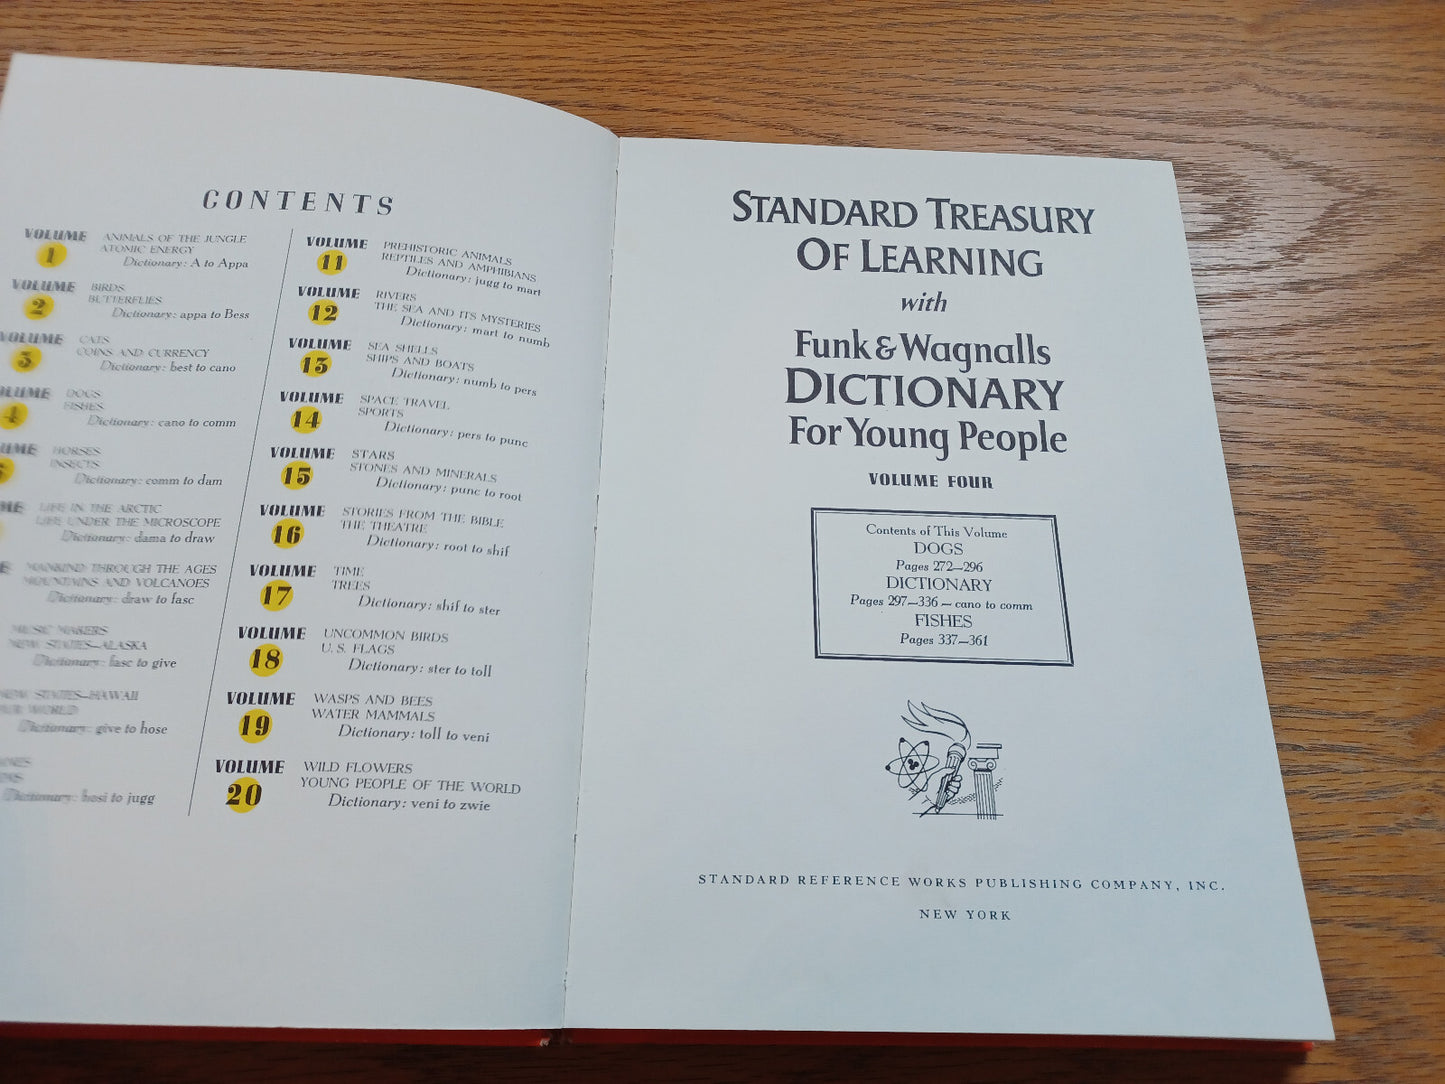 CONTENTS
VOLUME 1
ANIMALS OF THE JUNGLE
ATOMIC ENERGY
Dictionary: A to Appa
VOLUME 2
BIRDS
BUTTERFLIES
Dictionary: appa to Bess
VOLUME 3
CATS
COINS AND CURRENCY
Dictionary: best to cano
VOLUME 4
DOGS
FISHES
Dictionary: cano to comm
HORSES
INSECTS
Dictionary: comm to dam
LIFE IN THE ARCTIC
LIFE UNDER THE MICROSCOPE
Dictionary: dama to draw
MANKIND THROUGH THE AGES
MOUNTAINS AND VOLCANOES
Dictionary: draw to fasc
MUSIC MAKERS
NEW STATES—ALASKA
Dictionary: fasc to give
NEW STATES—HAWAII
WORLD
Dictionary: give to hose
Dictionary: hosi to jugg
VOLUME 11
PREHISTORIC ANIMALS
REPTILES AND AMPHIBIANS
Dictionary: jugg to mart
VOLUME 12
RIVERS
THE SEA AND ITS MYSTERIES
Dictionary: mart to numb
VOLUME 13
SEA SHELLS
SHIPS AND BOATS
Dictionary: numb to pers
VOLUME 14
SPACE TRAVEL
SPORTS
Dictionary: pers to punc
VOLUME 15
STARS
STONES AND MINERALS
Dictionary: punc to root
VOLUME 16
STORIES FROM THE BIBLE
THE THEATRE
Dictionary: root to shif
VOLUME 17
TIME
TREES
Dictionary: shif to ster
VOLUME 18
UNCOMMON BIRDS
U. S. FLAGS
Dictionary: ster to toll
VOLUME 19
WASPS AND BEES
WATER MAMMALS
Dictionary: toll to veni
VOLUME 20
WILD FLOWERS
YOUNG PEOPLE OF THE WORLD
Dictionary: veni to zwie
STANDARD TREASURY
OF LEARNING
with
Funk & Wagnalls
DICTIONARY
For Young People
VOLUME FOUR
Contents of This Volume
DOGS
Pages 272—296
DICTIONARY
Pages 297—336 — cano to comm
FISHES
Pages 337—361
STANDARD REFERENCE WORKS PUBLISHING COMPANY, INC.
NEW YORK